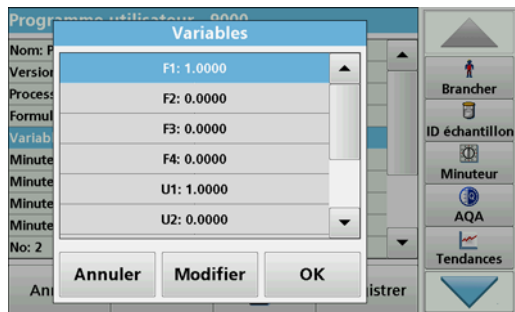 Programme utilisateur 9000
Variables
Nom: P
Version
Process
Formul
Variab
Minute
Minute
Minute
Minute
No: 2
F1: 1.0000
F2: 0.0000
F3: 0.0000
F4: 0.0000
U1: 1.0000
U2: 0.0000
Annuler
Modifier
OK
An
istrer
Brancher
ID échantillon
Minuteur
AQA
Tendances